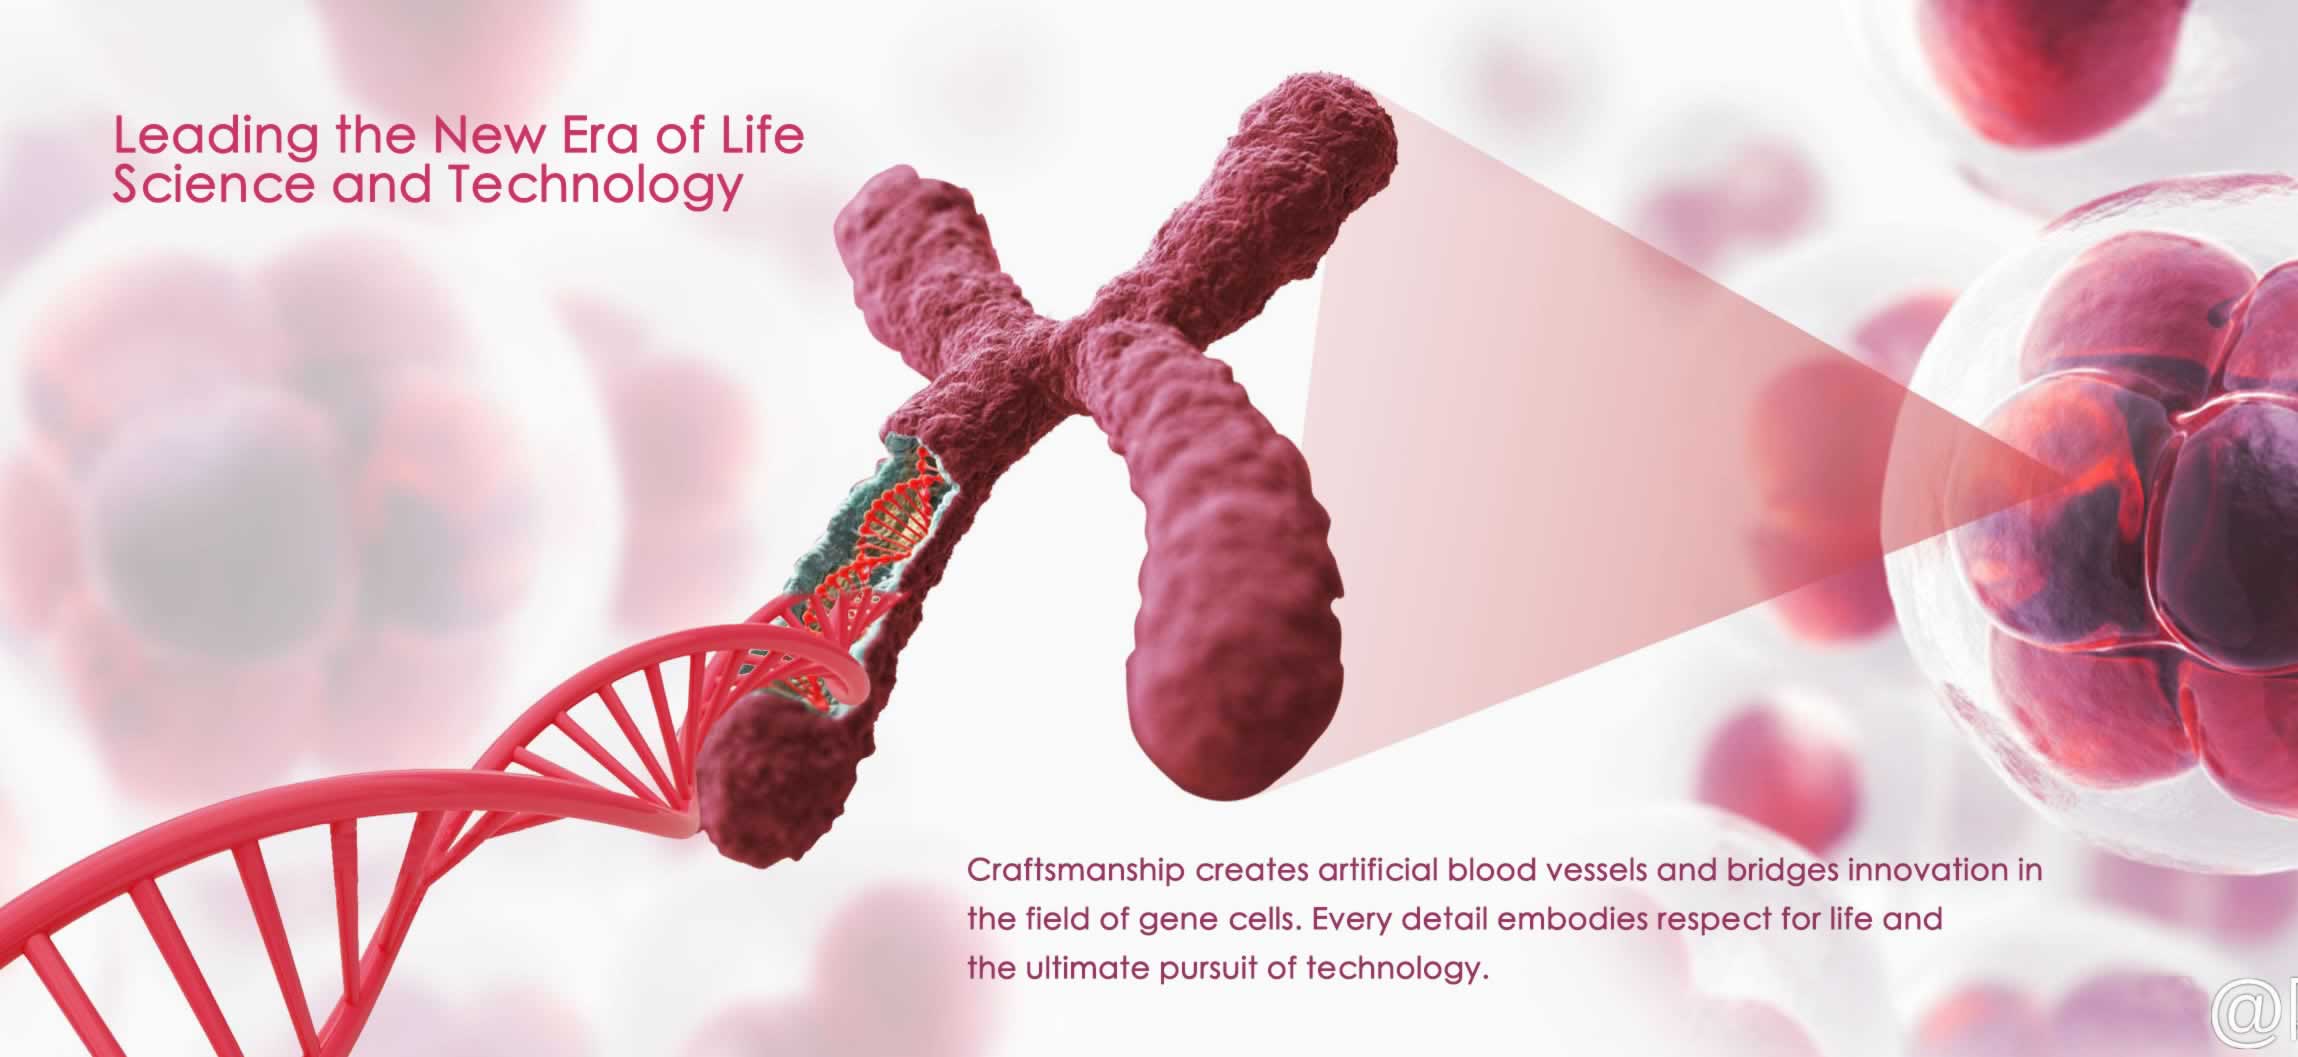 Leading the New Era of Life
Science and Technology
Craftsmanship creates artificial blood vessels and bridges innovation in
the field of gene cells. Every detail embodies respect for life and
the ultimate pursuit of technology.
@